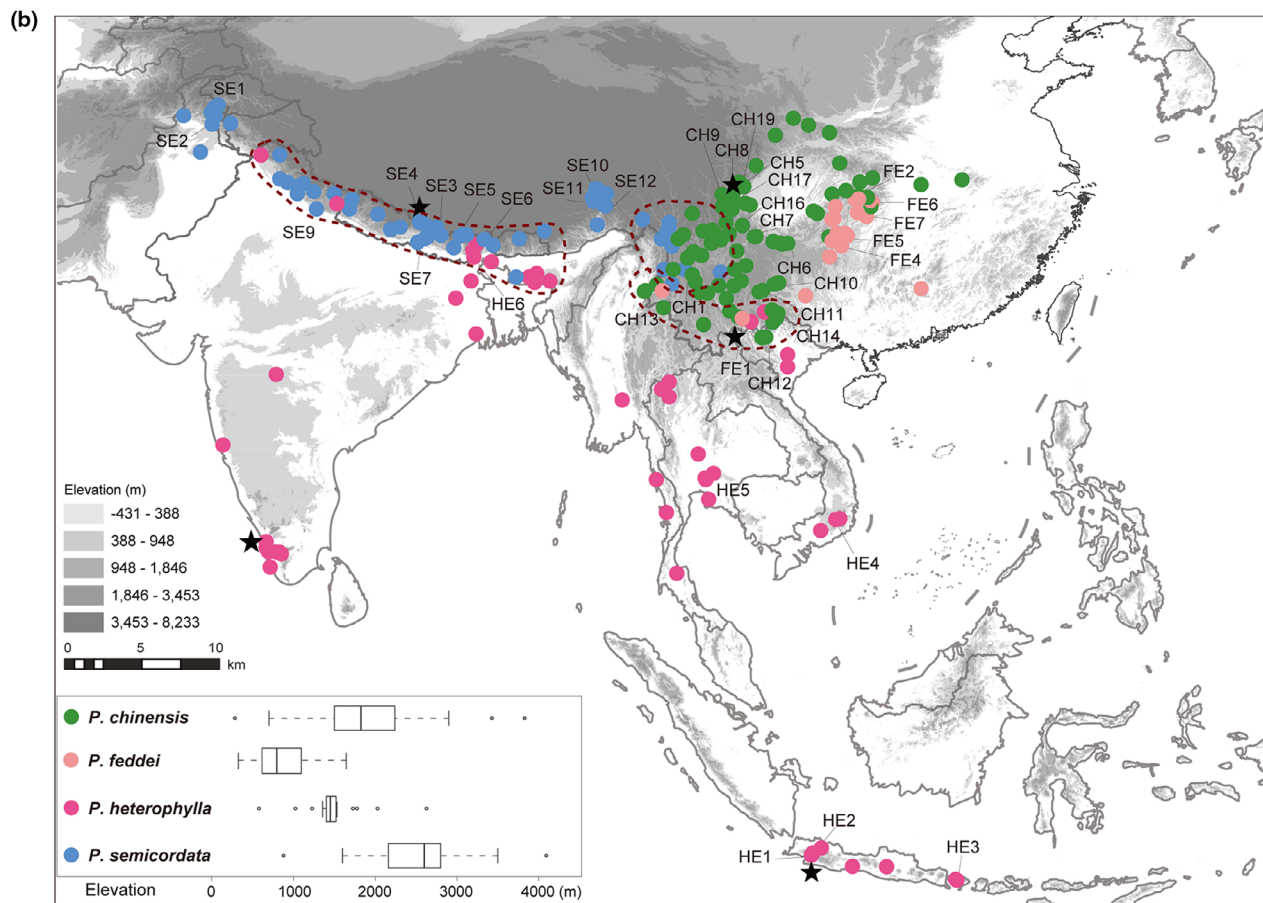 (b)
SE1
SE2
CH19
CH9
CH8
CH5
CH17
SE10
SE4
SE3
SE11
SE12
SE5
SE6
CH16
CH7
FE2
FE6
FE7
SE9
FE5
FE4
SE7
CH6
CH10
HE6
CH1
CH13
CH11
CH14
FE1
CH12
HE5
HE4
Elevation (m)
-431 - 388
388 - 948
948 - 1,846
1,846 - 3,453
3,453 - 8,233
0 5 10
km
P. chinensis
P. feddei
P. heterophylla
P. semicordata
Elevation 0 1000 2000 3000 4000 (m)
HE2
HE1
HE3